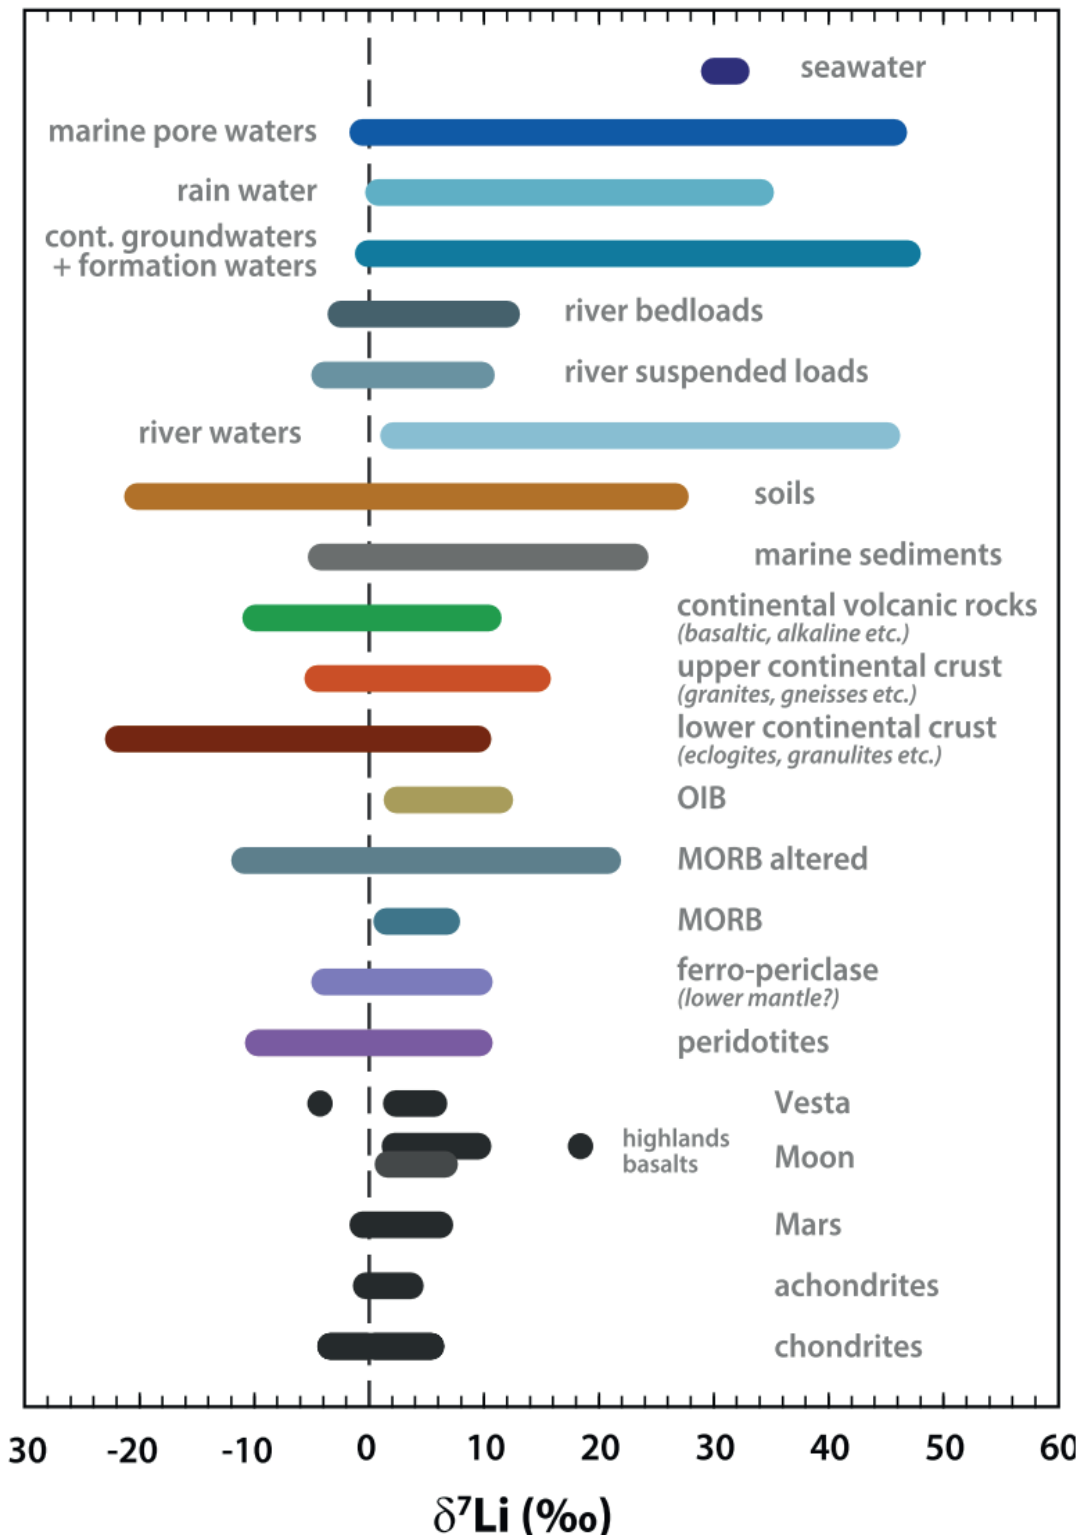 seawater
marine pore waters
rain water
cont. groundwaters
+ formation waters
river bedloads
river suspended loads
river waters
soils
marine sediments
continental volcanic rocks
(basaltic, alkaline etc.)
upper continental crust
(granites, gneisses etc.)
lower continental crust
(eclogites, granulites etc.)
OIB
MORB altered
MORB
ferro-periclase
(lower mantle?)
peridotites
Vesta
highlands
basalts
Moon
Mars
achondrites
chondrites
30 -20 -10 0 10 20 30 40 50 60
δ⁷Li (‰)